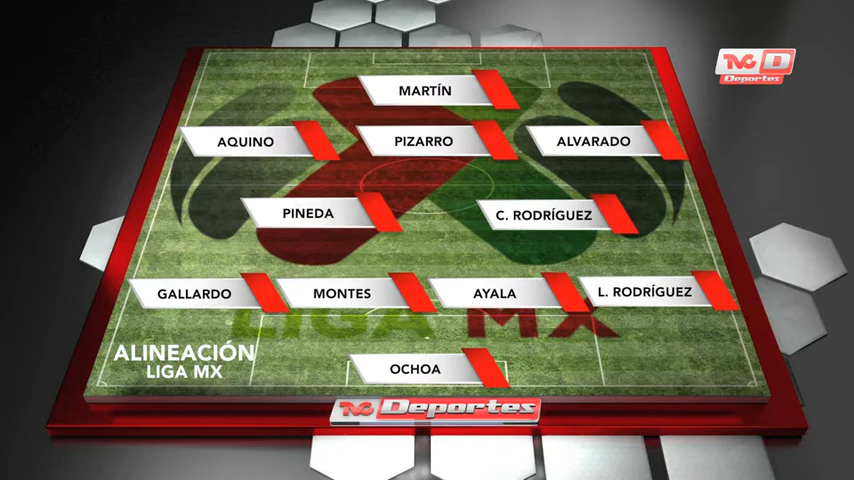 TVC D
Deportes
MARTÍN
AQUINO
PIZARRO
ALVARADO
PINEDA
C. RODRÍGUEZ
GALLARDO
MONTES
AYALA
L. RODRÍGUEZ
LIGA MX
ALINEACIÓN
LIGA MX
OCHOA
TVC Deportes